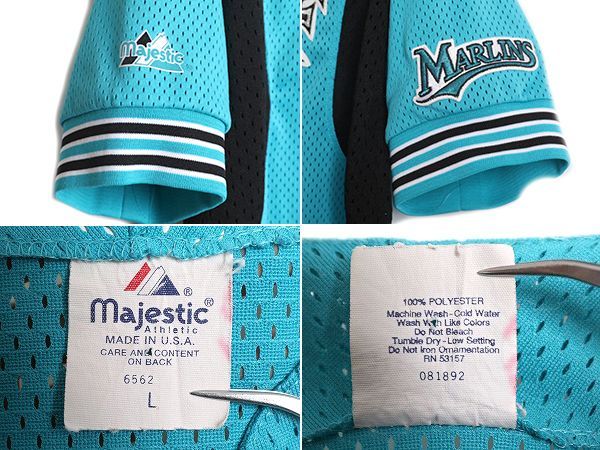 Majestic
MARLINS
Majestic®
Athletic ®
MADE IN U.S.A.
CARE AND CONTENT
ON BACK
6562
L
100% POLYESTER
Machine Wash-Cold Water
Wash With Like Colors
Do Not Bleach
Tumble Dry-Low Setting
Do Not Iron Ornamentation
RN 53157
081892